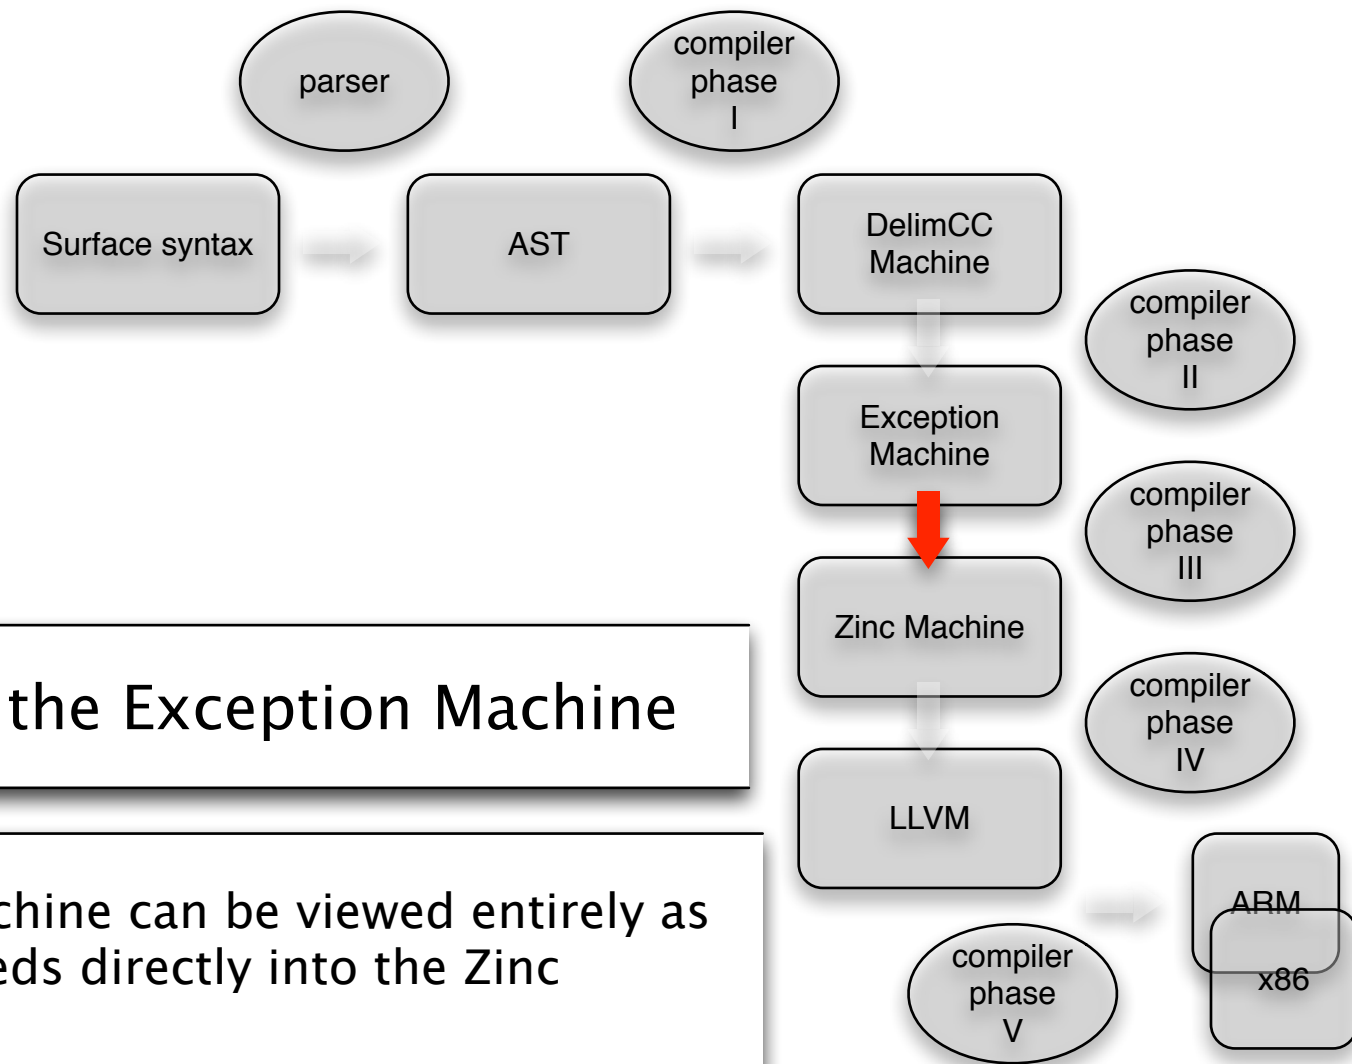 parser
compiler
phase
I
Surface syntax
AST
DelimCC
Machine
compiler
phase
II
Exception
Machine
compiler
phase
III
Zinc Machine
compiler
phase
IV
the Exception Machine
LLVM
chine can be viewed entirely as
eds directly into the Zinc
ARM
x86
compiler
phase
V